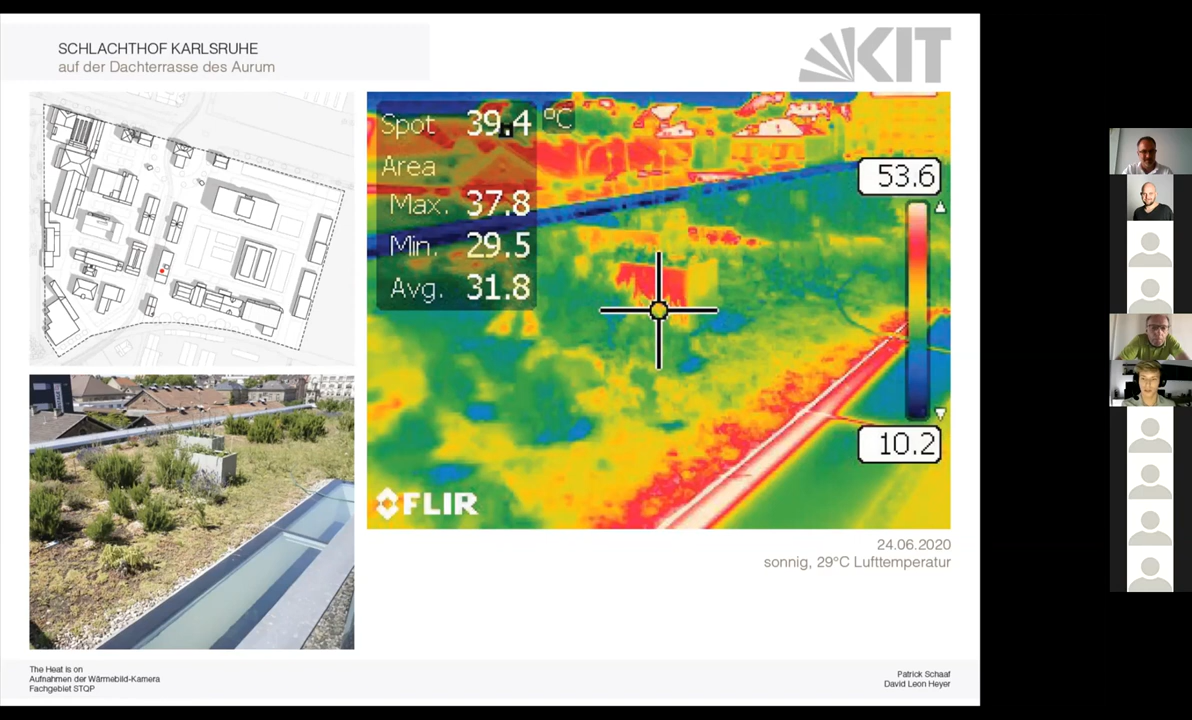 SCHLACHTHOF KARLSRUHE
auf der Dachterrasse des Aurum
KIT
Spot 39.4 °C
Area
Max. 37.8
Min. 29.5
Avg. 31.8
53.6
10.2
FLIR
24.06.2020
sonnig, 29°C Lufttemperatur
The Heat is on
Aufnahmen der Wärmebild-Kamera
Fachgebiet STQP
Patrick Schaaf
David Leon Heyer